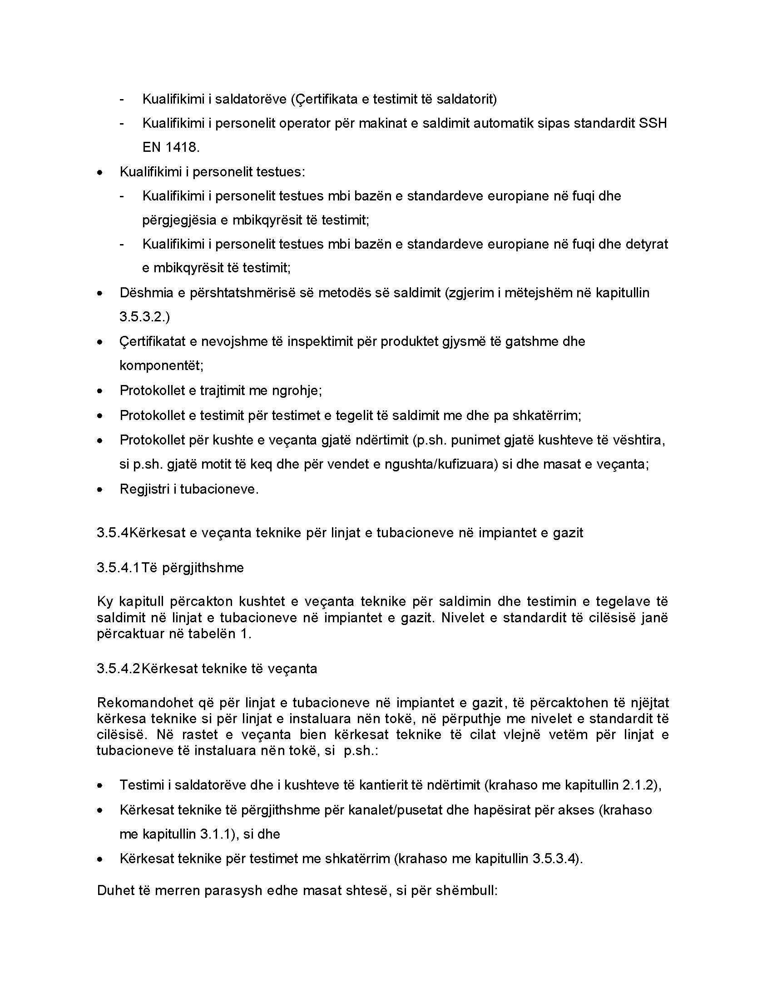 - Kualifikimi i saldatorëve (Çertifikata e testimit të saldatorit)
- Kualifikimi i personelit operator për makinat e saldimit automatik sipas standardit SSH
EN 1418.
• Kualifikimi i personelit testues:
- Kualifikimi i personelit testues mbi bazën e standardeve europiane në fuqi dhe
përgjegjësia e mbikqyrësit të testimit;
- Kualifikimi i personelit testues mbi bazën e standardeve europiane në fuqi dhe detyrat
e mbikqyrësit të testimit;
• Dëshmia e përshtatshmërisë së metodës së saldimit (zgjerim i mëtejshëm në kapitullin
3.5.3.2.)
• Çertifikatat e nevojshme të inspektimit për produktet gjysmë të gatshme dhe
komponentët;
• Protokollet e trajtimit me ngrohje;
• Protokollet e testimit për testimet e tegelit të saldimit me dhe pa shkatërrim;
• Protokollet për kushte e veçanta gjatë ndërtimit (p.sh. punimet gjatë kushteve të vështira,
si p.sh. gjatë motit të keq dhe për vendet e ngushta/kufizuara) si dhe masat e veçanta;
• Regjistri i tubacioneve.
3.5.4Kërkesat e veçanta teknike për linjat e tubacioneve në impiantet e gazit
3.5.4.1Të përgjithshme
Ky kapitull përcakton kushtet e veçanta teknike për saldimin dhe testimin e tegelave të
saldimit në linjat e tubacioneve në impiantet e gazit. Nivelet e standardit të cilësisë janë
përcaktuar në tabelën 1.
3.5.4.2Kërkesat teknike të veçanta
Rekomandohet që për linjat e tubacioneve në impiantet e gazit, të përcaktohen të njëjtat
kërkesa teknike si për linjat e instaluara nën tokë, në përputhje me nivelet e standardit të
cilësisë. Në rastet e veçanta bien kërkesat teknike të cilat vlejnë vetëm për linjat e
tubacioneve të instaluara nën tokë, si p.sh.:
• Testimi i saldatorëve dhe i kushteve të kantierit të ndërtimit (krahaso me kapitullin 2.1.2),
• Kërkesat teknike të përgjithshme për kanalet/pusetat dhe hapësirat për akses (krahaso
me kapitullin 3.1.1), si dhe
• Kërkesat teknike për testimet me shkatërrim (krahaso me kapitullin 3.5.3.4).
Duhet të merren parasysh edhe masat shtesë, si për shëmbull: